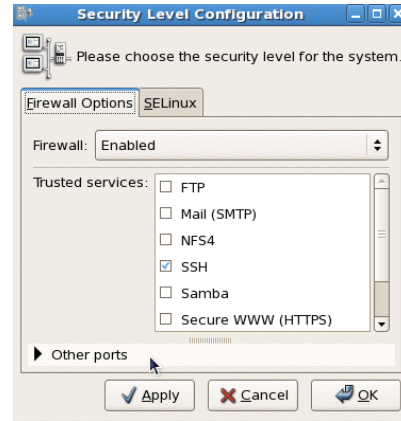 Security Level Configuration
Please choose the security level for the system.
Firewall Options SELinux
Firewall: Enabled
Trusted services:
FTP
Mail (SMTP)
NFS4
SSH
Samba
Secure WWW (HTTPS)
Other ports
Apply Cancel OK